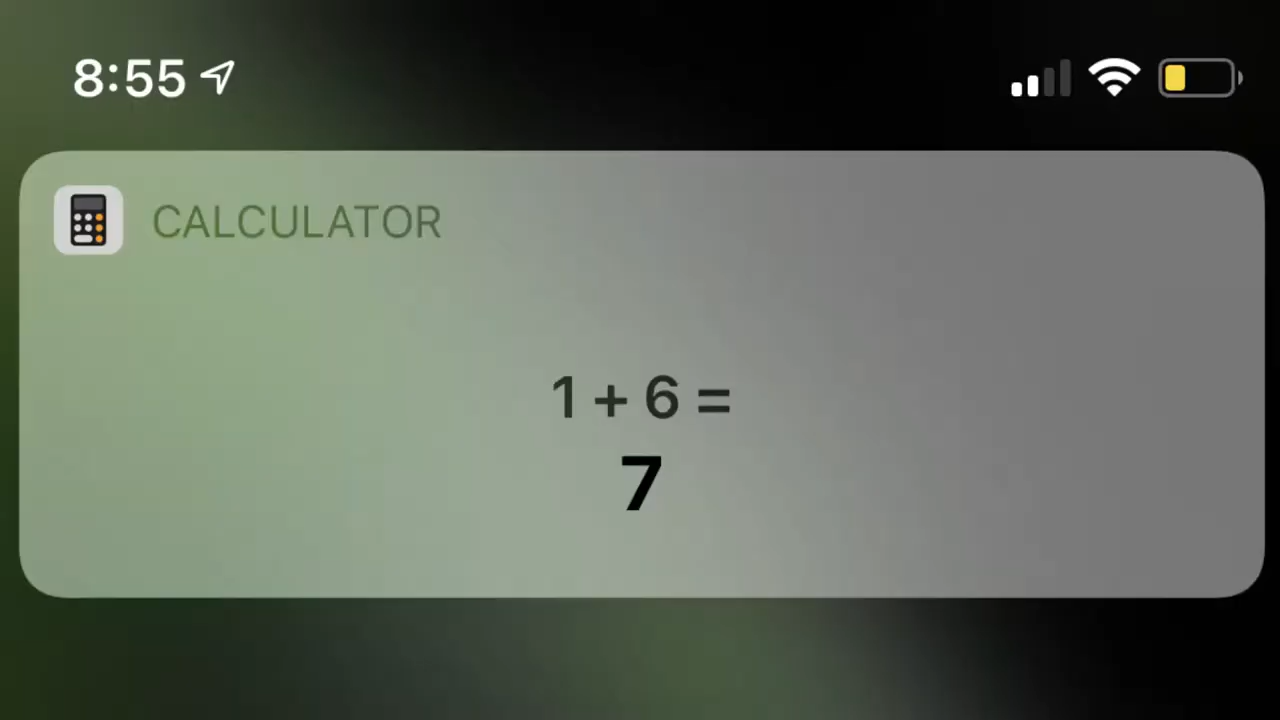 8:55
CALCULATOR
1 + 6 =
7